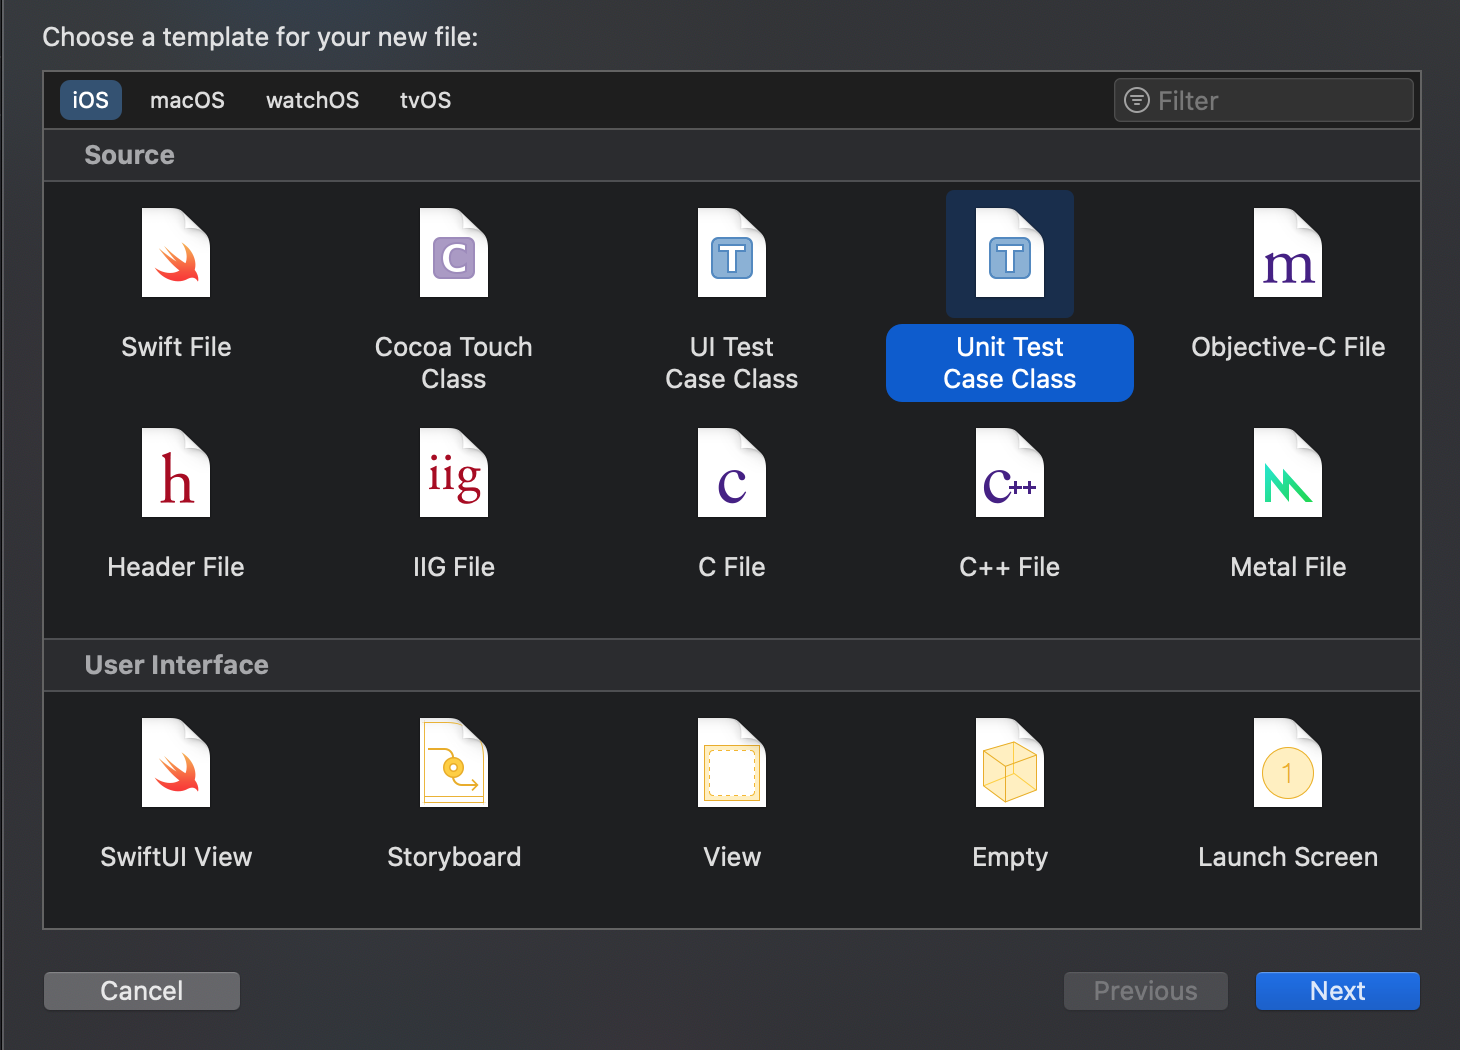 Choose a template for your new file:
iOS macOS watchOS tvOS Filter
Source
C T T m
Swift File Cocoa Touch Class UI Test Case Class Unit Test Case Class Objective-C File
h iig c C++
Header File IIG File C File C++ File Metal File
User Interface
1
SwiftUI View Storyboard View Empty Launch Screen
Cancel Previous Next